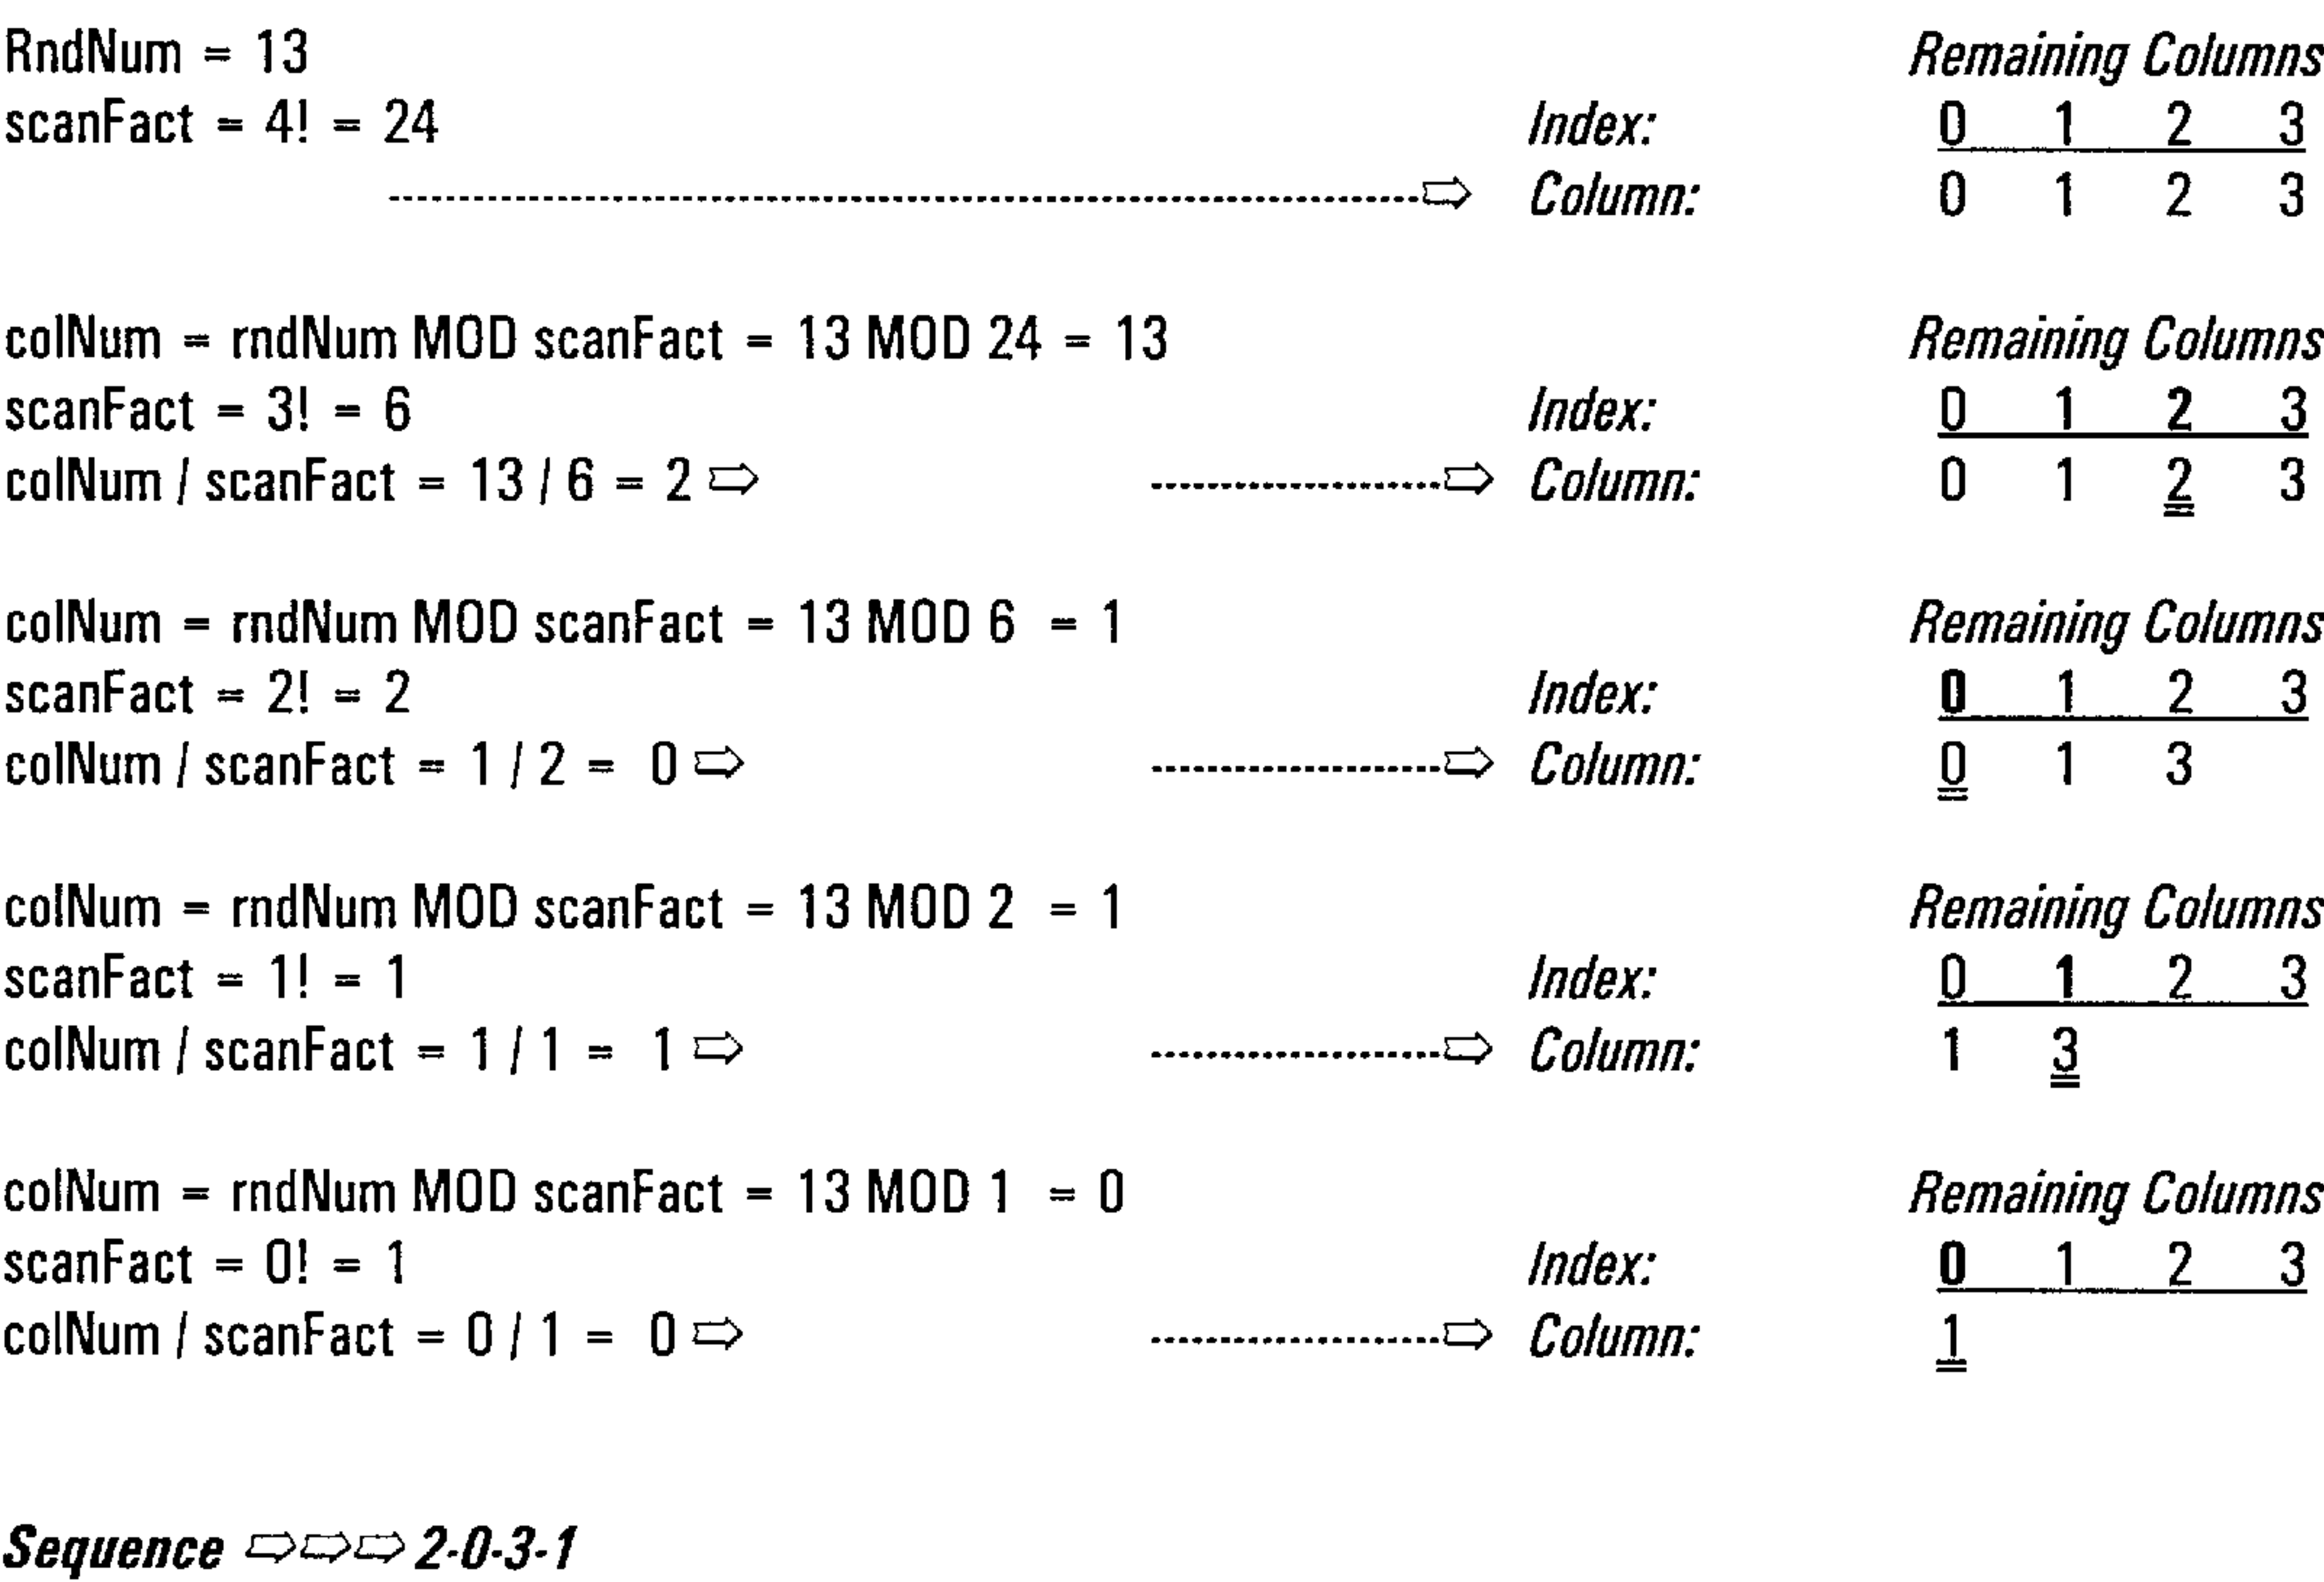 RndNum = 13 Remaining Columns
scanFact = 4! = 24 Index: 0 1 2 3
⇨ Column: 0 1 2 3
colNum = rndNum MOD scanFact = 13 MOD 24 = 13 Remaining Columns
scanFact = 3! = 6 Index: 0 1 2 3
colNum / scanFact = 13 / 6 = 2 ⇨ ⇨ Column: 0 1 2 3
colNum = rndNum MOD scanFact = 13 MOD 6 = 1 Remaining Columns
scanFact = 2! = 2 Index: 0 1 2 3
colNum / scanFact = 1 / 2 = 0 ⇨ ⇨ Column: 0 1 3
colNum = rndNum MOD scanFact = 13 MOD 2 = 1 Remaining Columns
scanFact = 1! = 1 Index: 0 1 2 3
colNum / scanFact = 1 / 1 = 1 ⇨ ⇨ Column: 1 3
colNum = rndNum MOD scanFact = 13 MOD 1 = 0 Remaining Columns
scanFact = 0! = 1 Index: 0 1 2 3
colNum / scanFact = 0 / 1 = 0 ⇨ ⇨ Column: 1
Sequence ⇨⇨⇨ 2-0-3-1